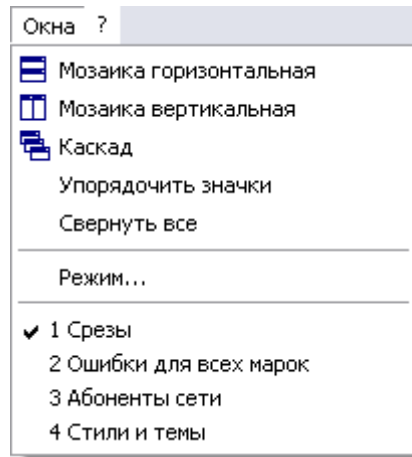 Окна ?
Мозаика горизонтальная
Мозаика вертикальная
Каскад
Упорядочить значки
Свернуть все
Режим...
1 Срезы
2 Ошибки для всех марок
3 Абоненты сети
4 Стили и темы